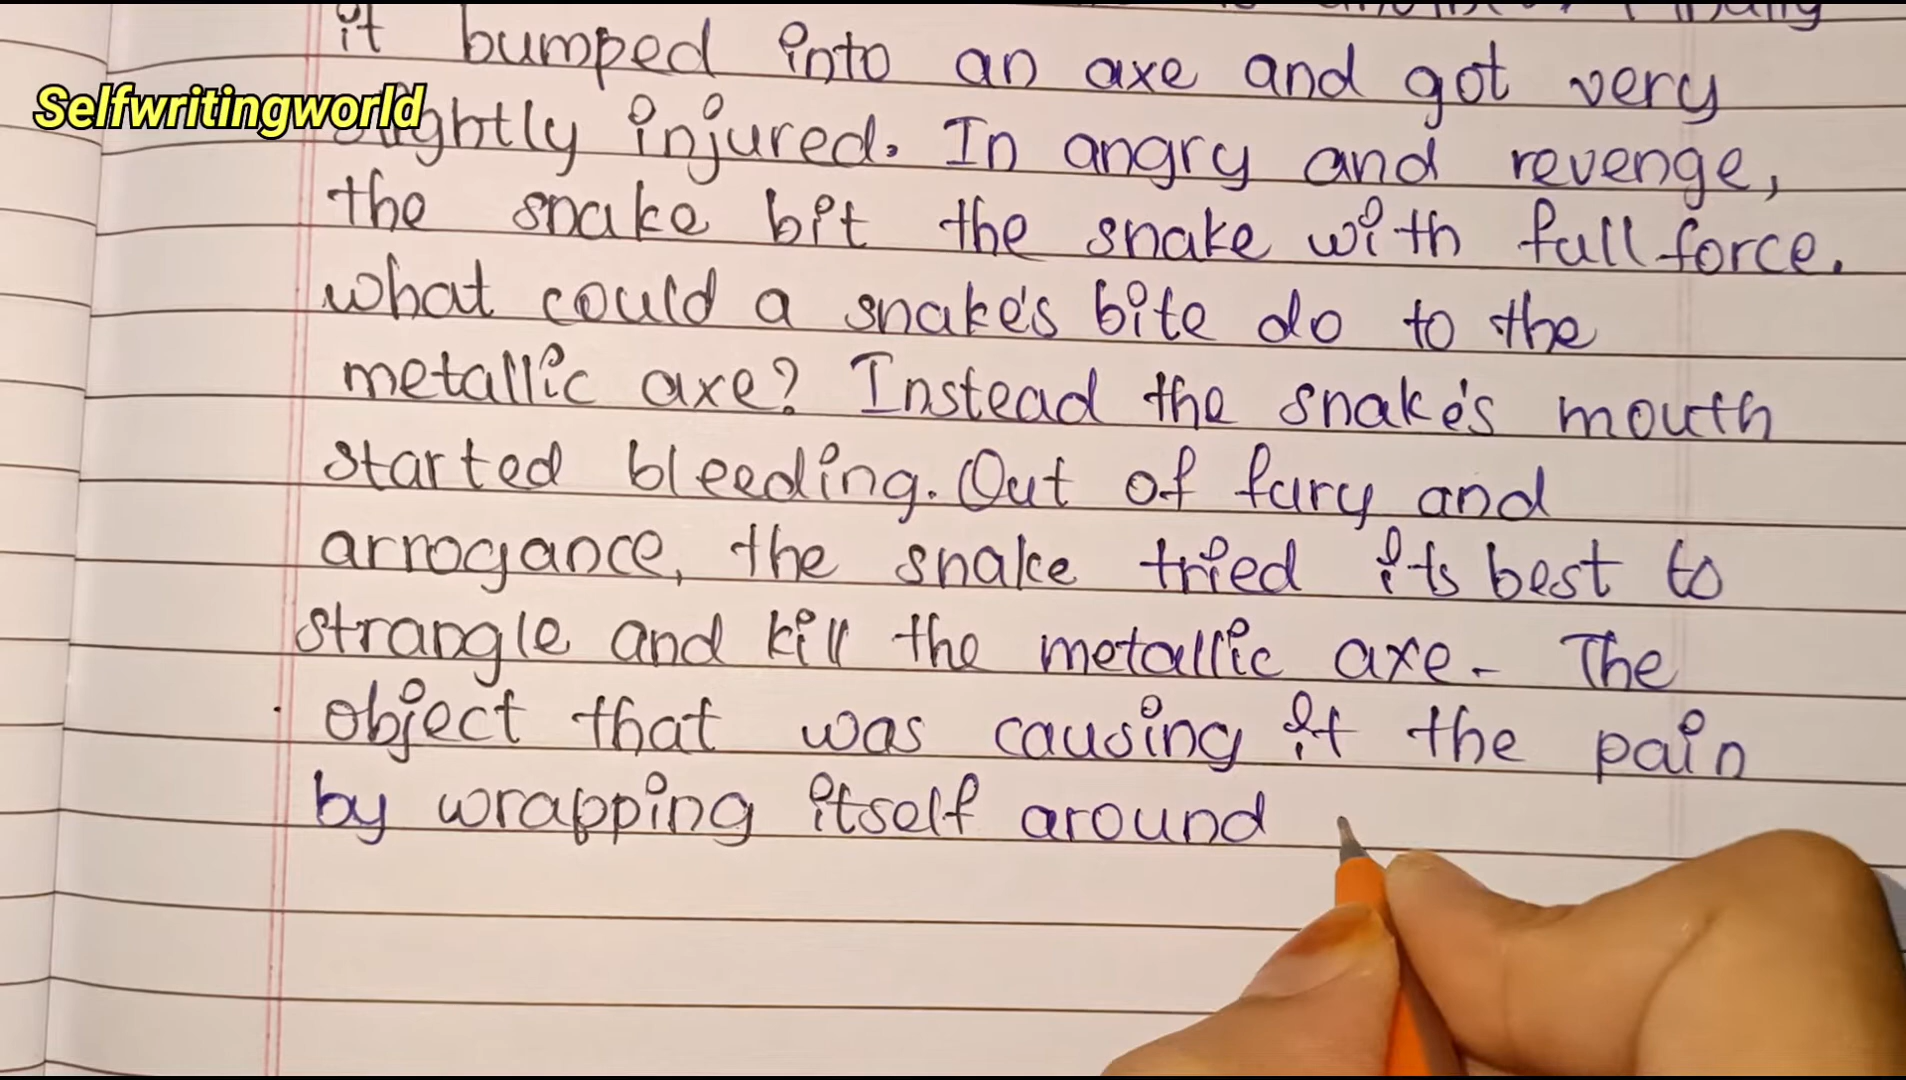 it bumped into an axe and got very
Selfwritingworld
slightly injured. In angry and revenge,
the snake bit the snake with full force.
what could a snake's bite do to the
metallic axe? Instead the snake's mouth
started bleeding. Out of fury and
arrogance, the snake tried its best to
strangle and kill the metallic axe- The
object that was causing it the pain
by wrapping itself around